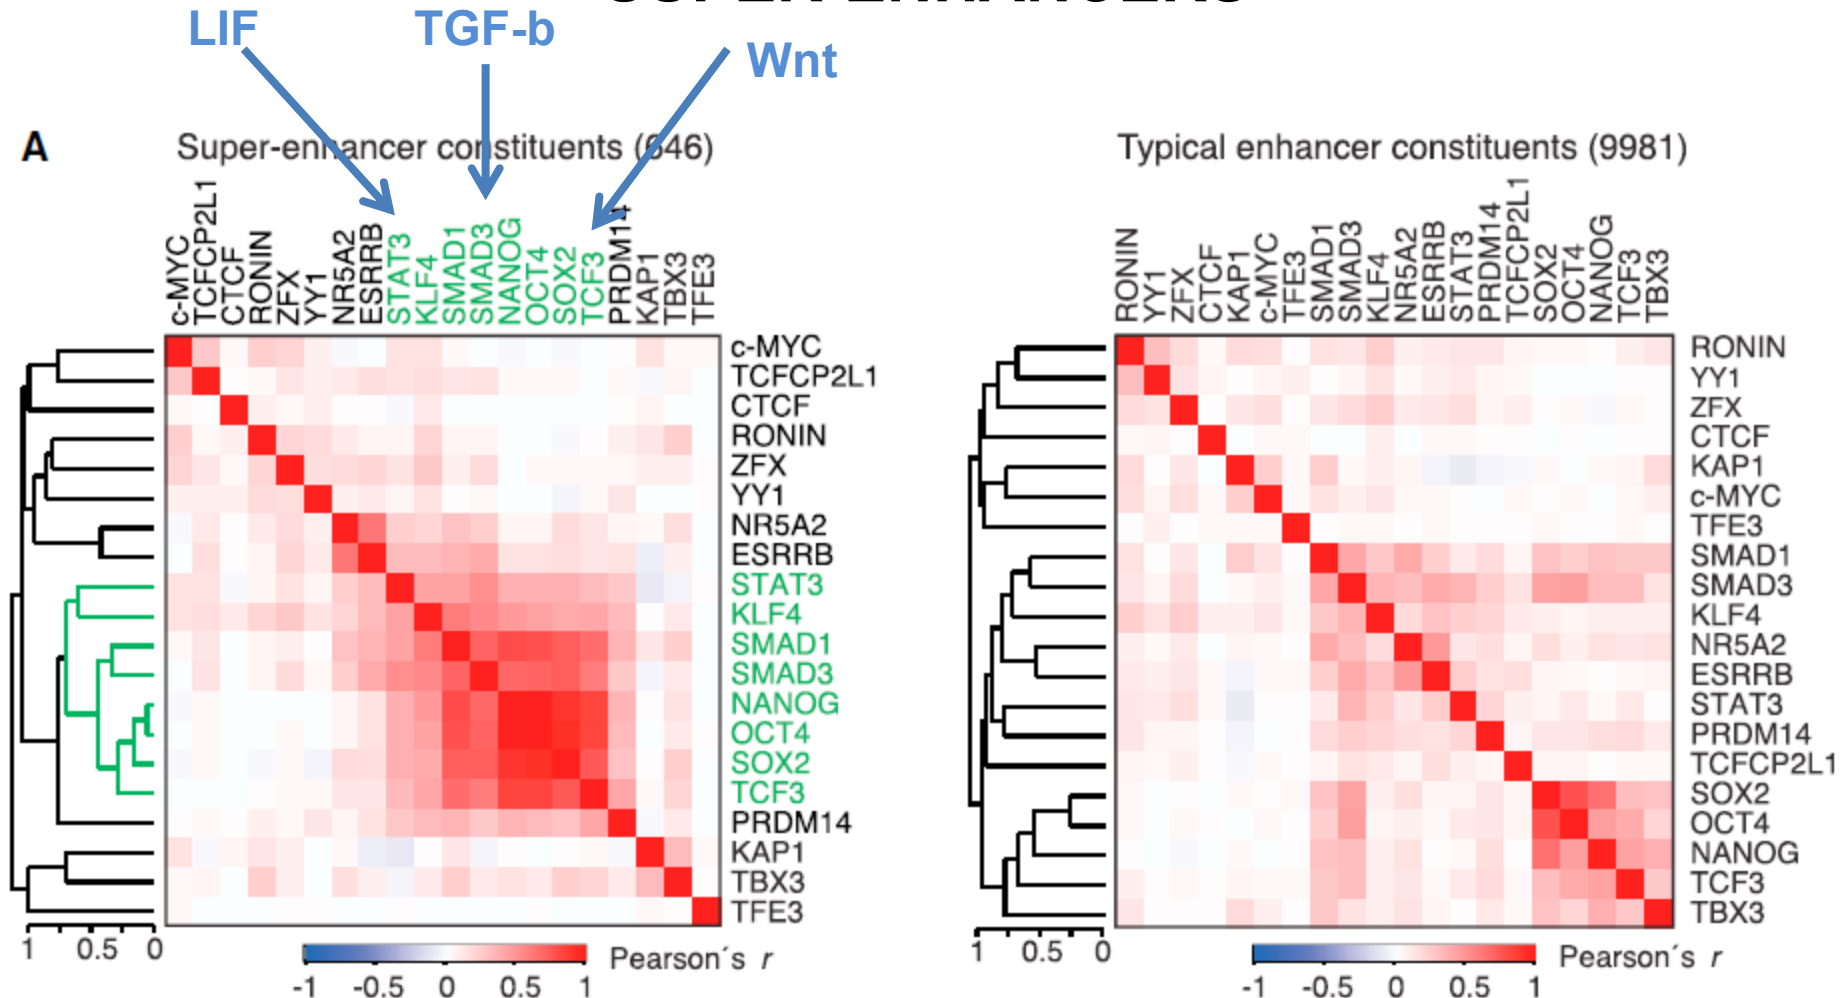 SUPER ENHANCERS
LIF
TGF-b
Wnt
A
Super-enhancer constituents (646)
c-MYC
TCFCP2L1
CTCF
RONIN
ZFX
YY1
NR5A2
ESRRB
STAT3
KLF4
SMAD1
SMAD3
NANOG
OCT4
SOX2
TCF3
PRDM14
KAP1
TBX3
TFE3
c-MYC
TCFCP2L1
CTCF
RONIN
ZFX
YY1
NR5A2
ESRRB
STAT3
KLF4
SMAD1
SMAD3
NANOG
OCT4
SOX2
TCF3
PRDM14
KAP1
TBX3
TFE3
1 0.5 0
Pearson´s r
-1 -0.5 0 0.5 1
Typical enhancer constituents (9981)
RONIN
YY1
ZFX
CTCF
KAP1
c-MYC
TFE3
SMAD1
SMAD3
KLF4
NR5A2
ESRRB
STAT3
PRDM14
TCFCP2L1
SOX2
OCT4
NANOG
TCF3
TBX3
RONIN
YY1
ZFX
CTCF
KAP1
c-MYC
TFE3
SMAD1
SMAD3
KLF4
NR5A2
ESRRB
STAT3
PRDM14
TCFCP2L1
SOX2
OCT4
NANOG
TCF3
TBX3
1 0.5 0
Pearson´s r
-1 -0.5 0 0.5 1